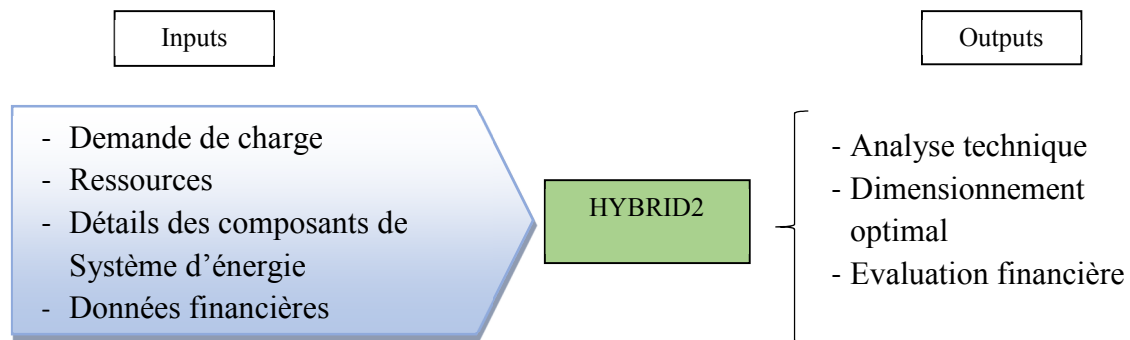 Inputs
Outputs
- Demande de charge
- Ressources
- Détails des composants de
Système d’énergie
- Données financières
HYBRID2
- Analyse technique
- Dimensionnement
optimal
- Evaluation financière